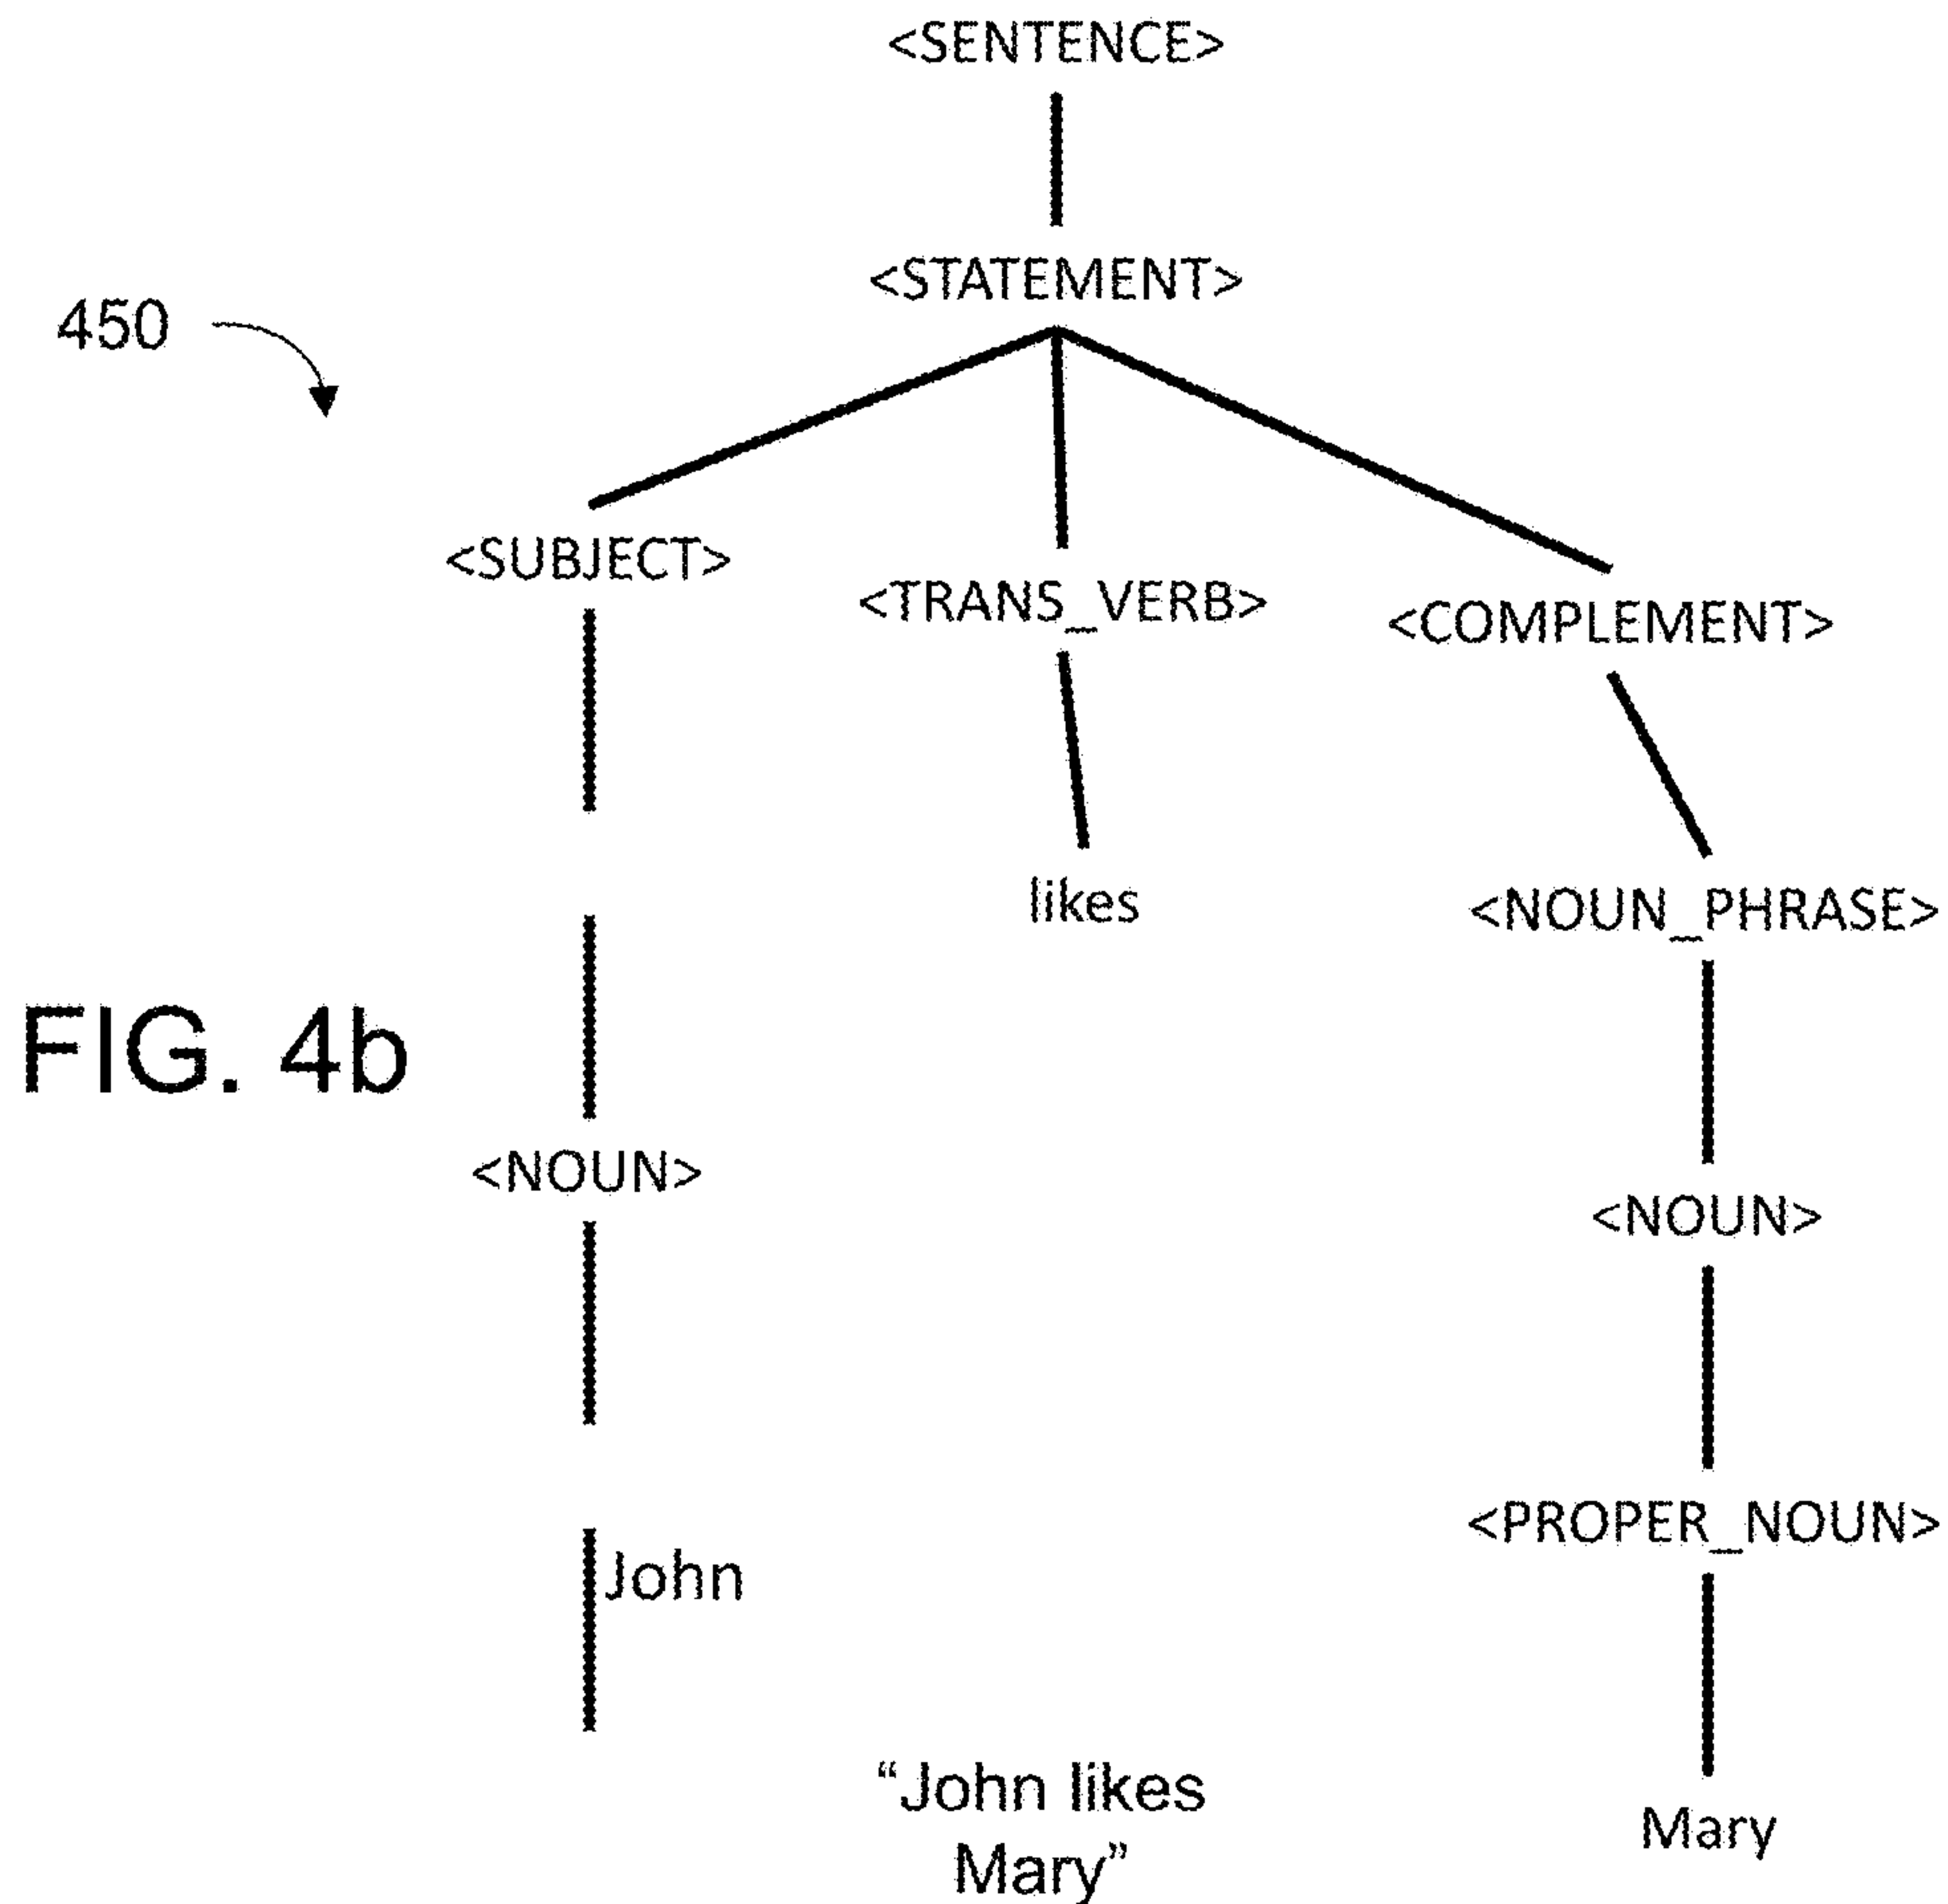 <SENTENCE>
<STATEMENT>
450
<SUBJECT>
<TRANS_VERB>
<COMPLEMENT>
likes
<NOUN_PHRASE>
FIG. 4b
<NOUN>
<NOUN>
<PROPER_NOUN>
John
“John likes
Mary”
Mary